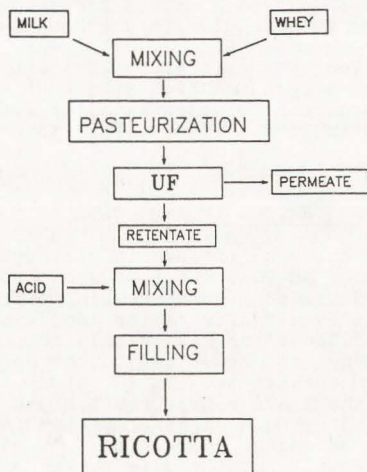 MILK
WHEY
MIXING
PASTEURIZATION
UF
PERMEATE
RETENTATE
ACID
MIXING
FILLING
RICOTTA